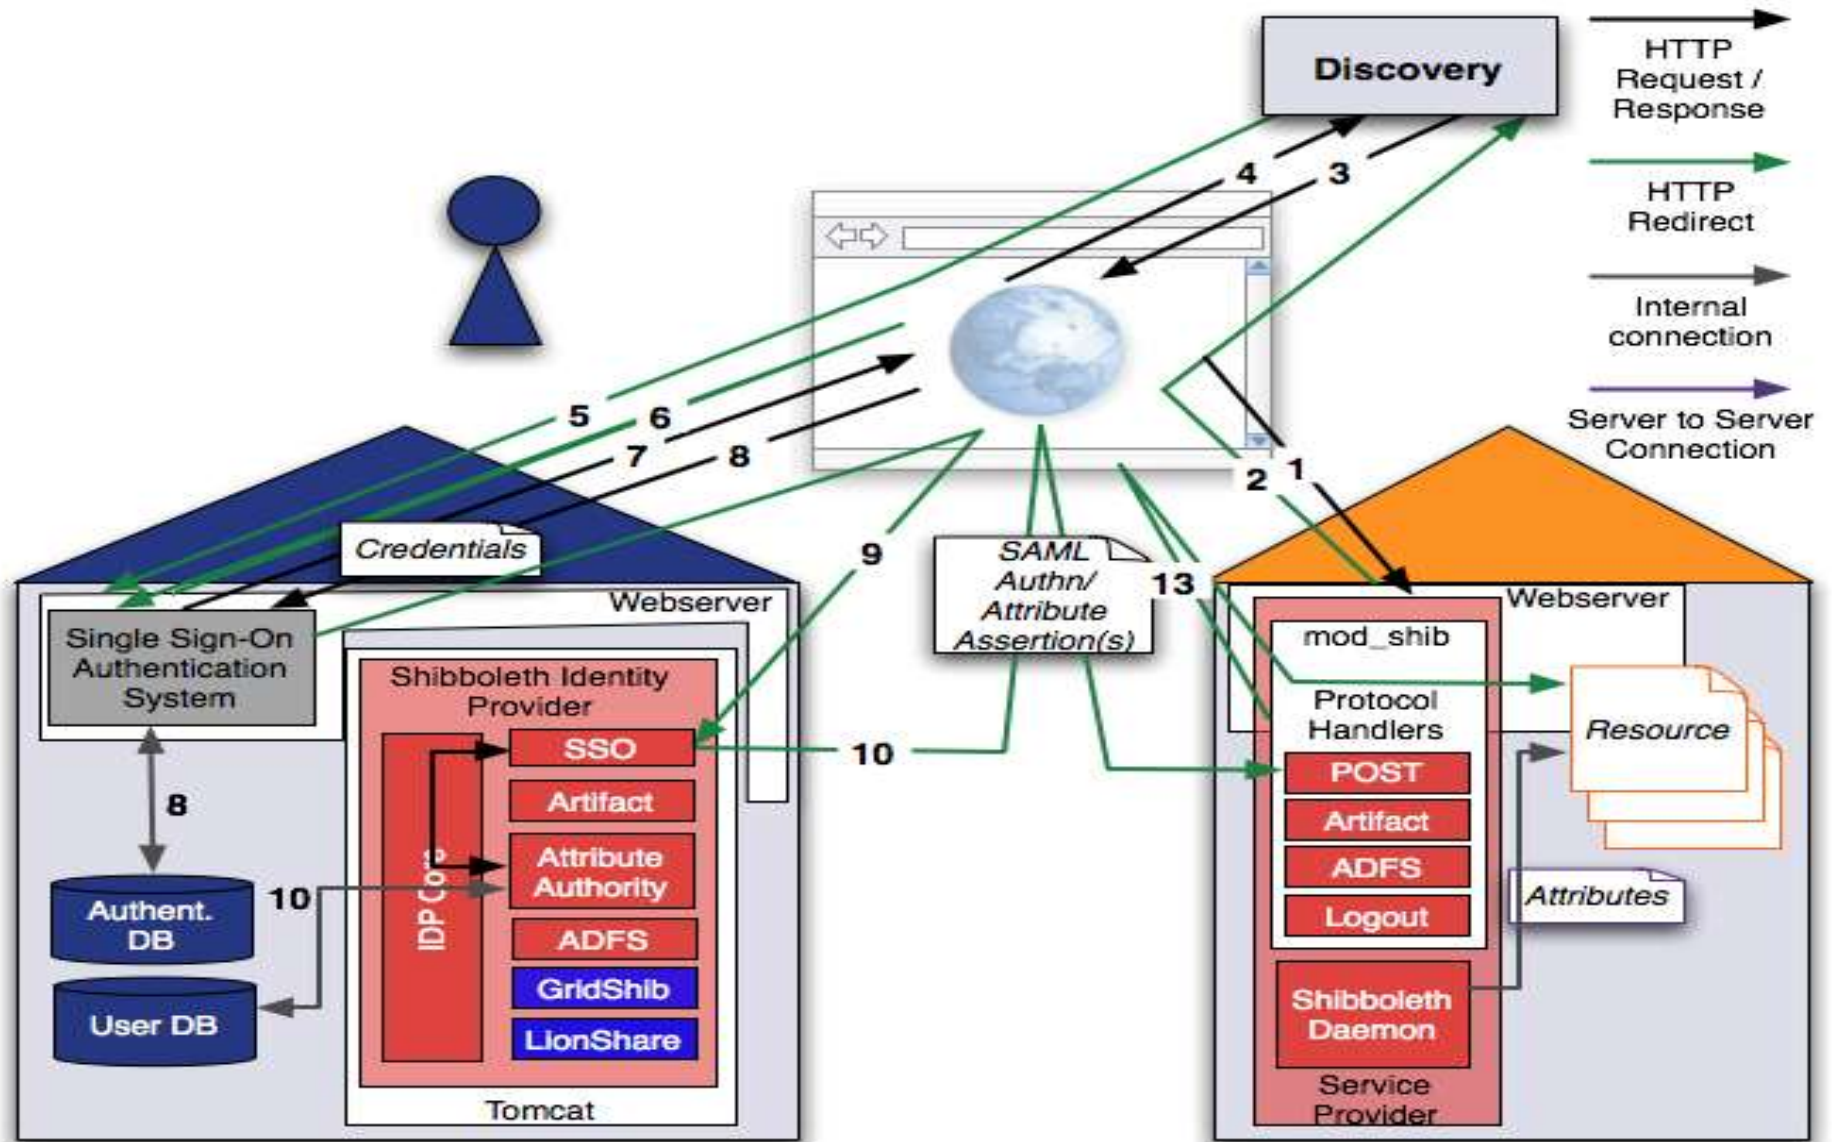 Discovery
HTTP
Request /
Response
HTTP
Redirect
Internal
connection
Server to Server
Connection
4
3
5
6
7
8
2
1
9
13
Credentials
SAML
Authn/
Attribute
Assertion(s)
Webserver
Single Sign-On
Authentication
System
Shibboleth Identity
Provider
IDP Core
SSO
Artifact
Attribute
Authority
ADFS
GridShib
LionShare
Tomcat
8
10
10
Authent.
DB
User DB
Webserver
mod_shib
Protocol
Handlers
POST
Artifact
ADFS
Logout
Shibboleth
Daemon
Service
Provider
Resource
Attributes